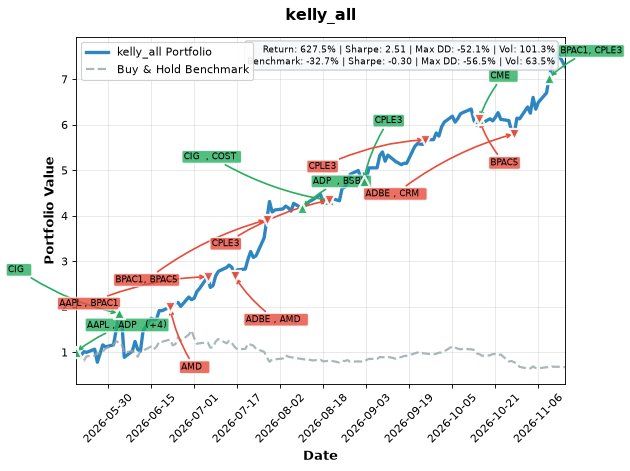 kelly_all
kelly_all Portfolio
Buy & Hold Benchmark
Return: 627.5% | Sharpe: 2.51 | Max DD: -52.1% | Vol: 101.3%
enchmark: -32.7% | Sharpe: -0.30 | Max DD: -56.5% | Vol: 63.5%
BPAC1, CPLE3
CME
CPLE3
CIG , COST
CPLE3
BPAC5
ADP , BSB
ADBE , CRM
CPLE3
CIG
BPAC1, BPAC5
AAPL , BPAC1
AAPL , ADP (+4)
ADBE , AMD
AMD
Portfolio Value
7
6
5
4
3
2
1
2026-05-30
2026-06-15
2026-07-01
2026-07-17
2026-08-02
2026-08-18
2026-09-03
2026-09-19
2026-10-05
2026-10-21
2026-11-06
Date